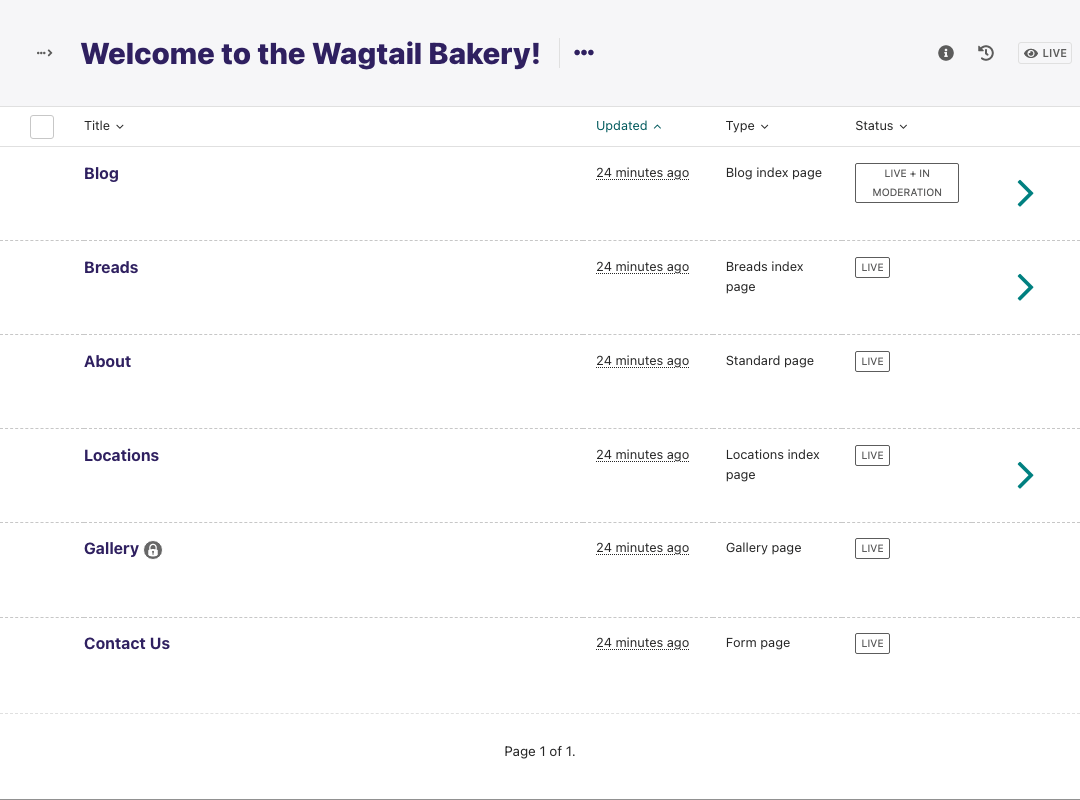 Welcome to the Wagtail Bakery!
LIVE
Title Updated Type Status
Blog 24 minutes ago Blog index page LIVE + IN
MODERATION
Breads 24 minutes ago Breads index LIVE
page
About 24 minutes ago Standard page LIVE
Locations 24 minutes ago Locations index LIVE
page
Gallery 24 minutes ago Gallery page LIVE
Contact Us 24 minutes ago Form page LIVE
Page 1 of 1.